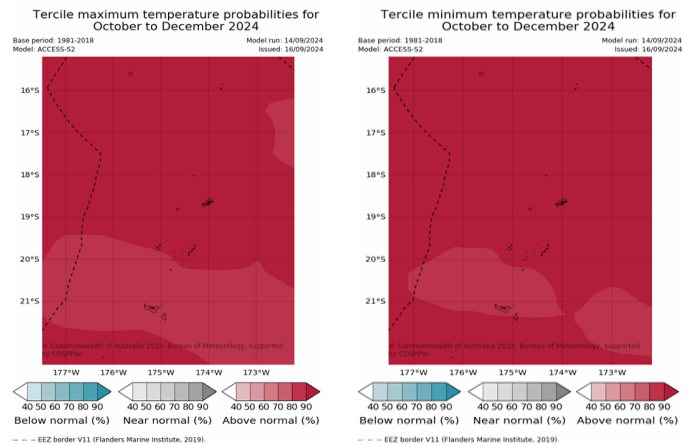 Tercile maximum temperature probabilities for
October to December 2024
Base period: 1981-2018
Model: ACCESS-S2
Model run: 14/09/2024
Issued: 16/09/2024
16°S
17°S
18°S
19°S
20°S
21°S
© Commonwealth of Australia 2024, Bureau of Meteorology, supported
by COSPPac
177°W 176°W 175°W 174°W 173°W
40 50 60 70 80 90
Below normal (%)
40 50 60 70 80 90
Near normal (%)
40 50 60 70 80 90
Above normal (%)
-- -- -- EEZ border V11 (Flanders Marine Institute, 2019).
Tercile minimum temperature probabilities for
October to December 2024
Base period: 1981-2018
Model: ACCESS-S2
Model run: 14/09/2024
Issued: 16/09/2024
16°S
17°S
18°S
19°S
20°S
21°S
© Commonwealth of Australia 2024, Bureau of Meteorology, supported
by COSPPac
177°W 176°W 175°W 174°W 173°W
40 50 60 70 80 90
Below normal (%)
40 50 60 70 80 90
Near normal (%)
40 50 60 70 80 90
Above normal (%)
-- -- -- EEZ border V11 (Flanders Marine Institute, 2019).